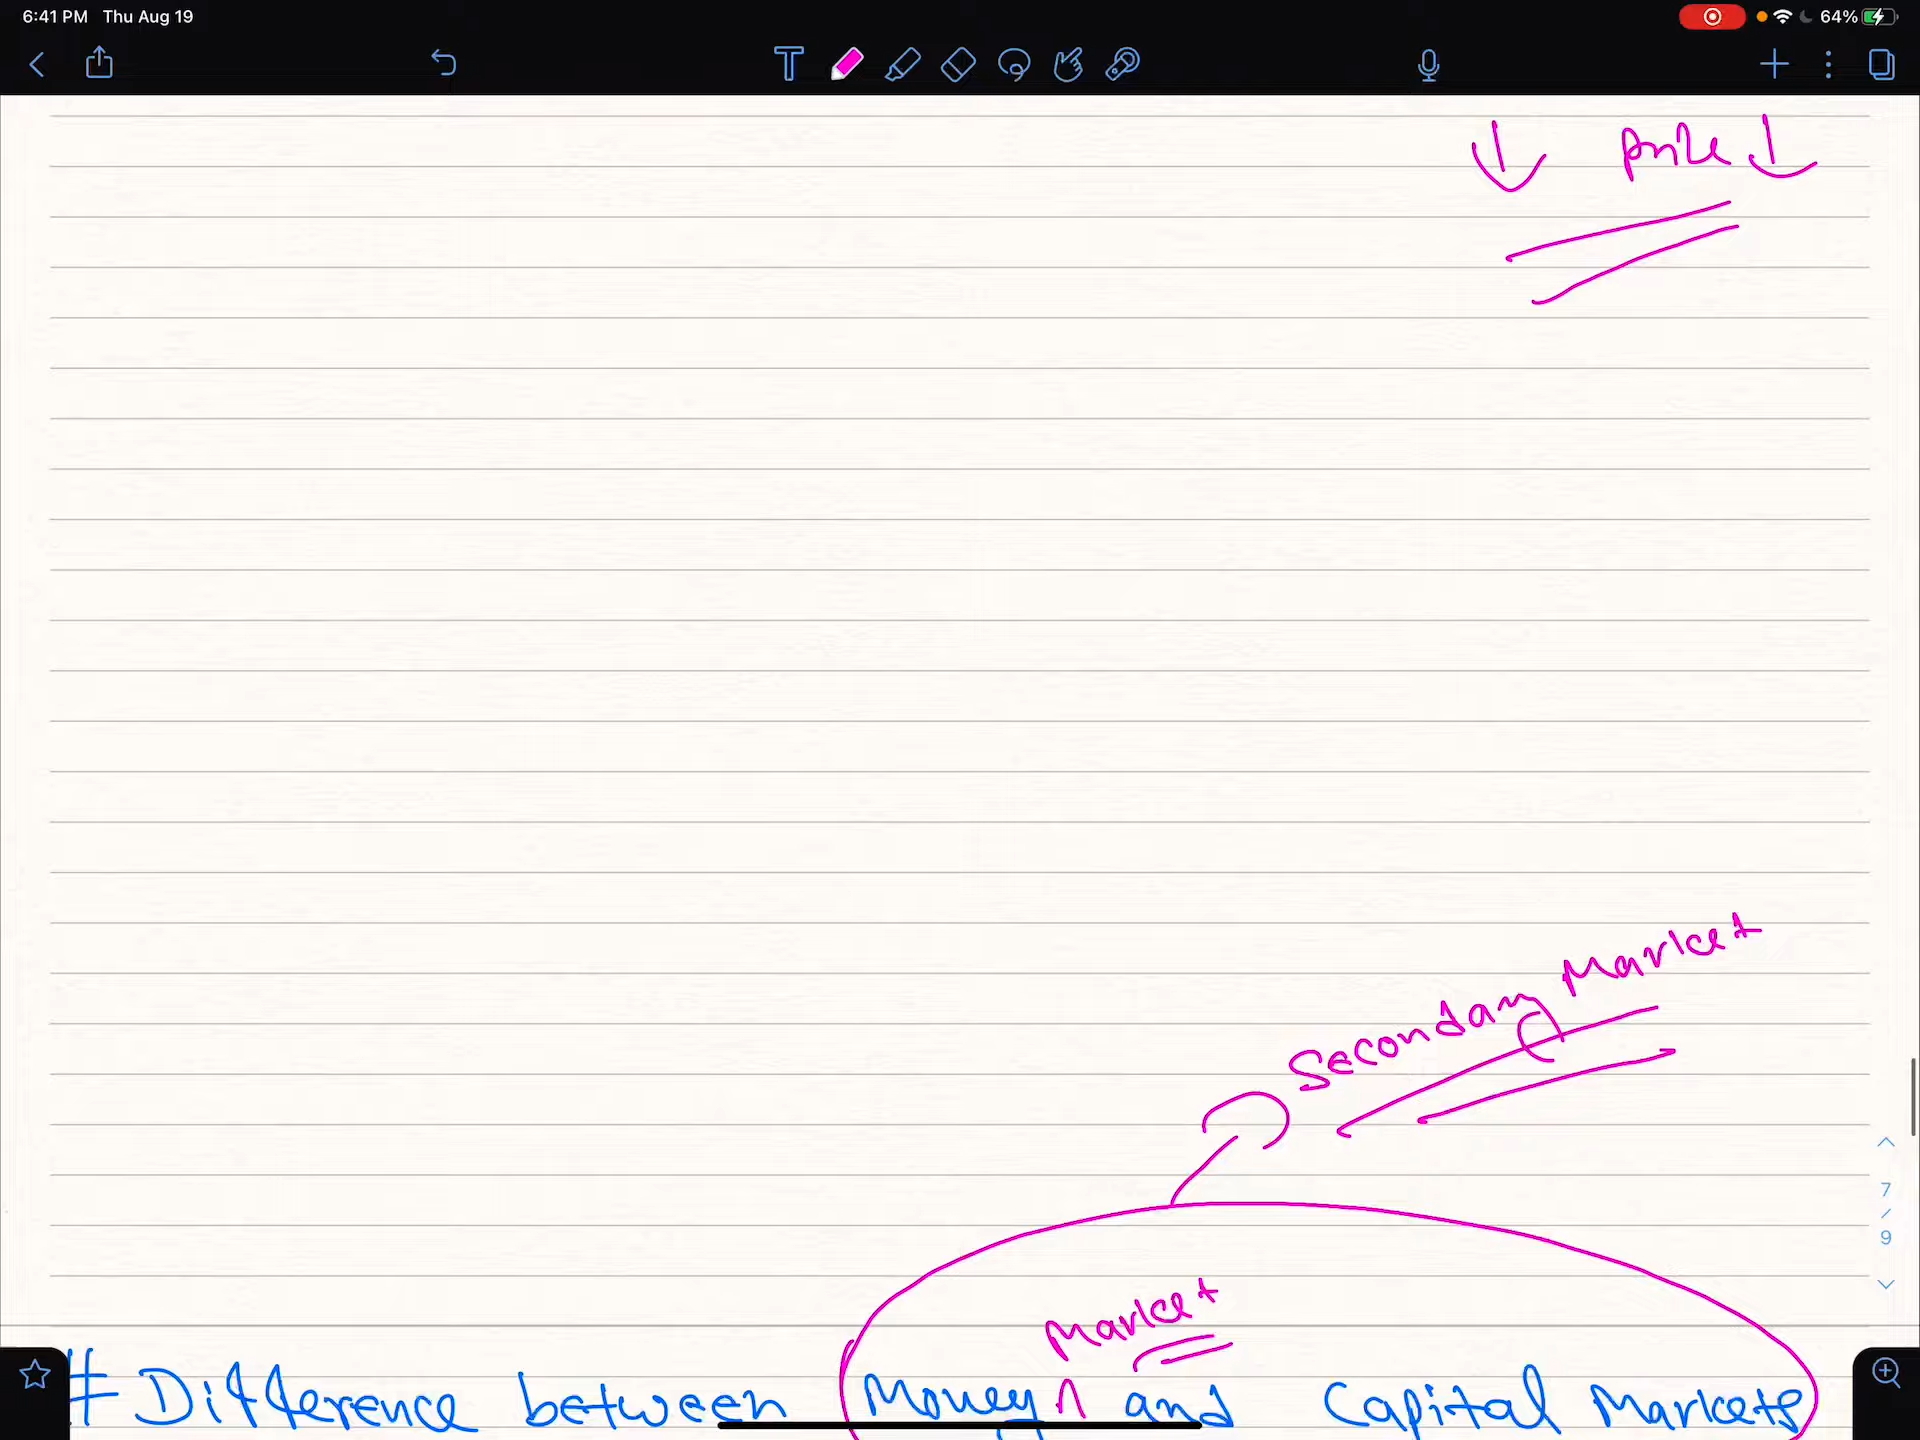 6:41 PM Thu Aug 19
64%
↓ Price ↓
Secondary Market
7
/
9
Market
# Difference between Money ^ and Capital Markets